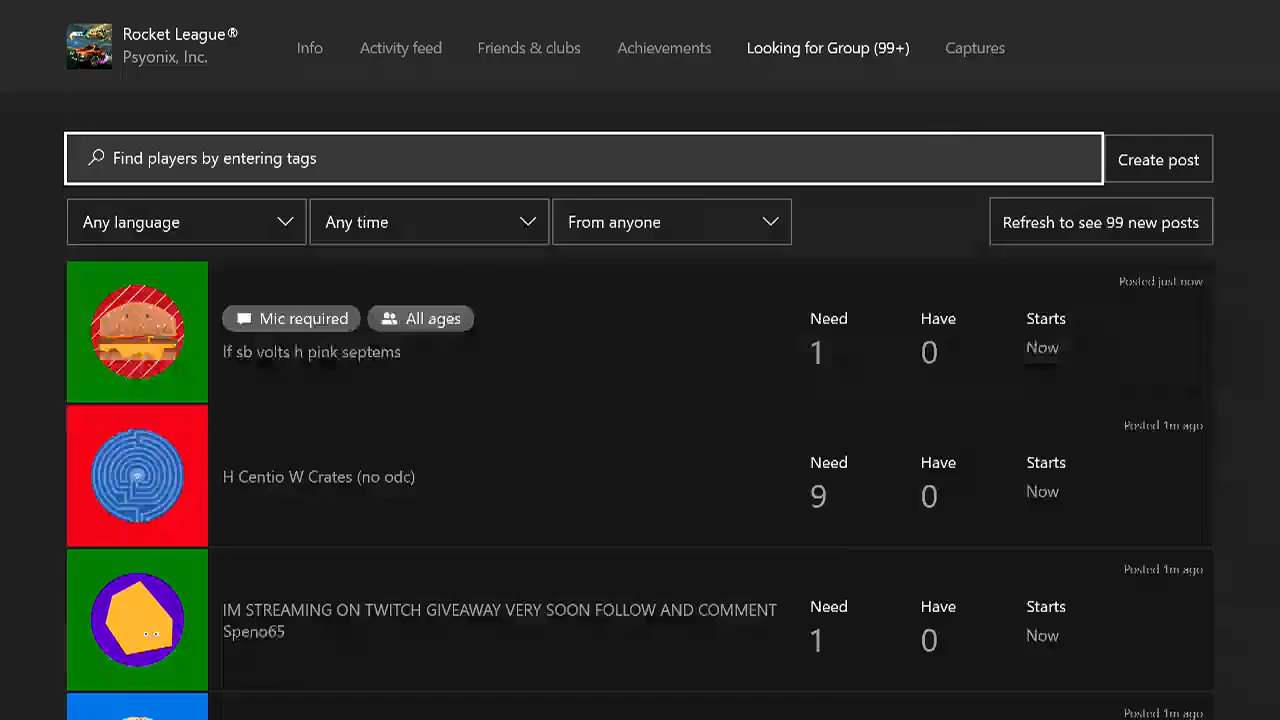 Rocket League®
Psyonix, Inc.
Info
Activity feed
Friends & clubs
Achievements
Looking for Group (99+)
Captures
Find players by entering tags
Create post
Any language
Any time
From anyone
Refresh to see 99 new posts
Posted just now
Mic required
All ages
If sb volts h pink septems
Need
1
Have
0
Starts
Now
Posted 1m ago
H Centio W Crates (no odc)
Need
9
Have
0
Starts
Now
Posted 1m ago
IM STREAMING ON TWITCH GIVEAWAY VERY SOON FOLLOW AND COMMENT
Speno65
Need
1
Have
0
Starts
Now
Posted 1m ago